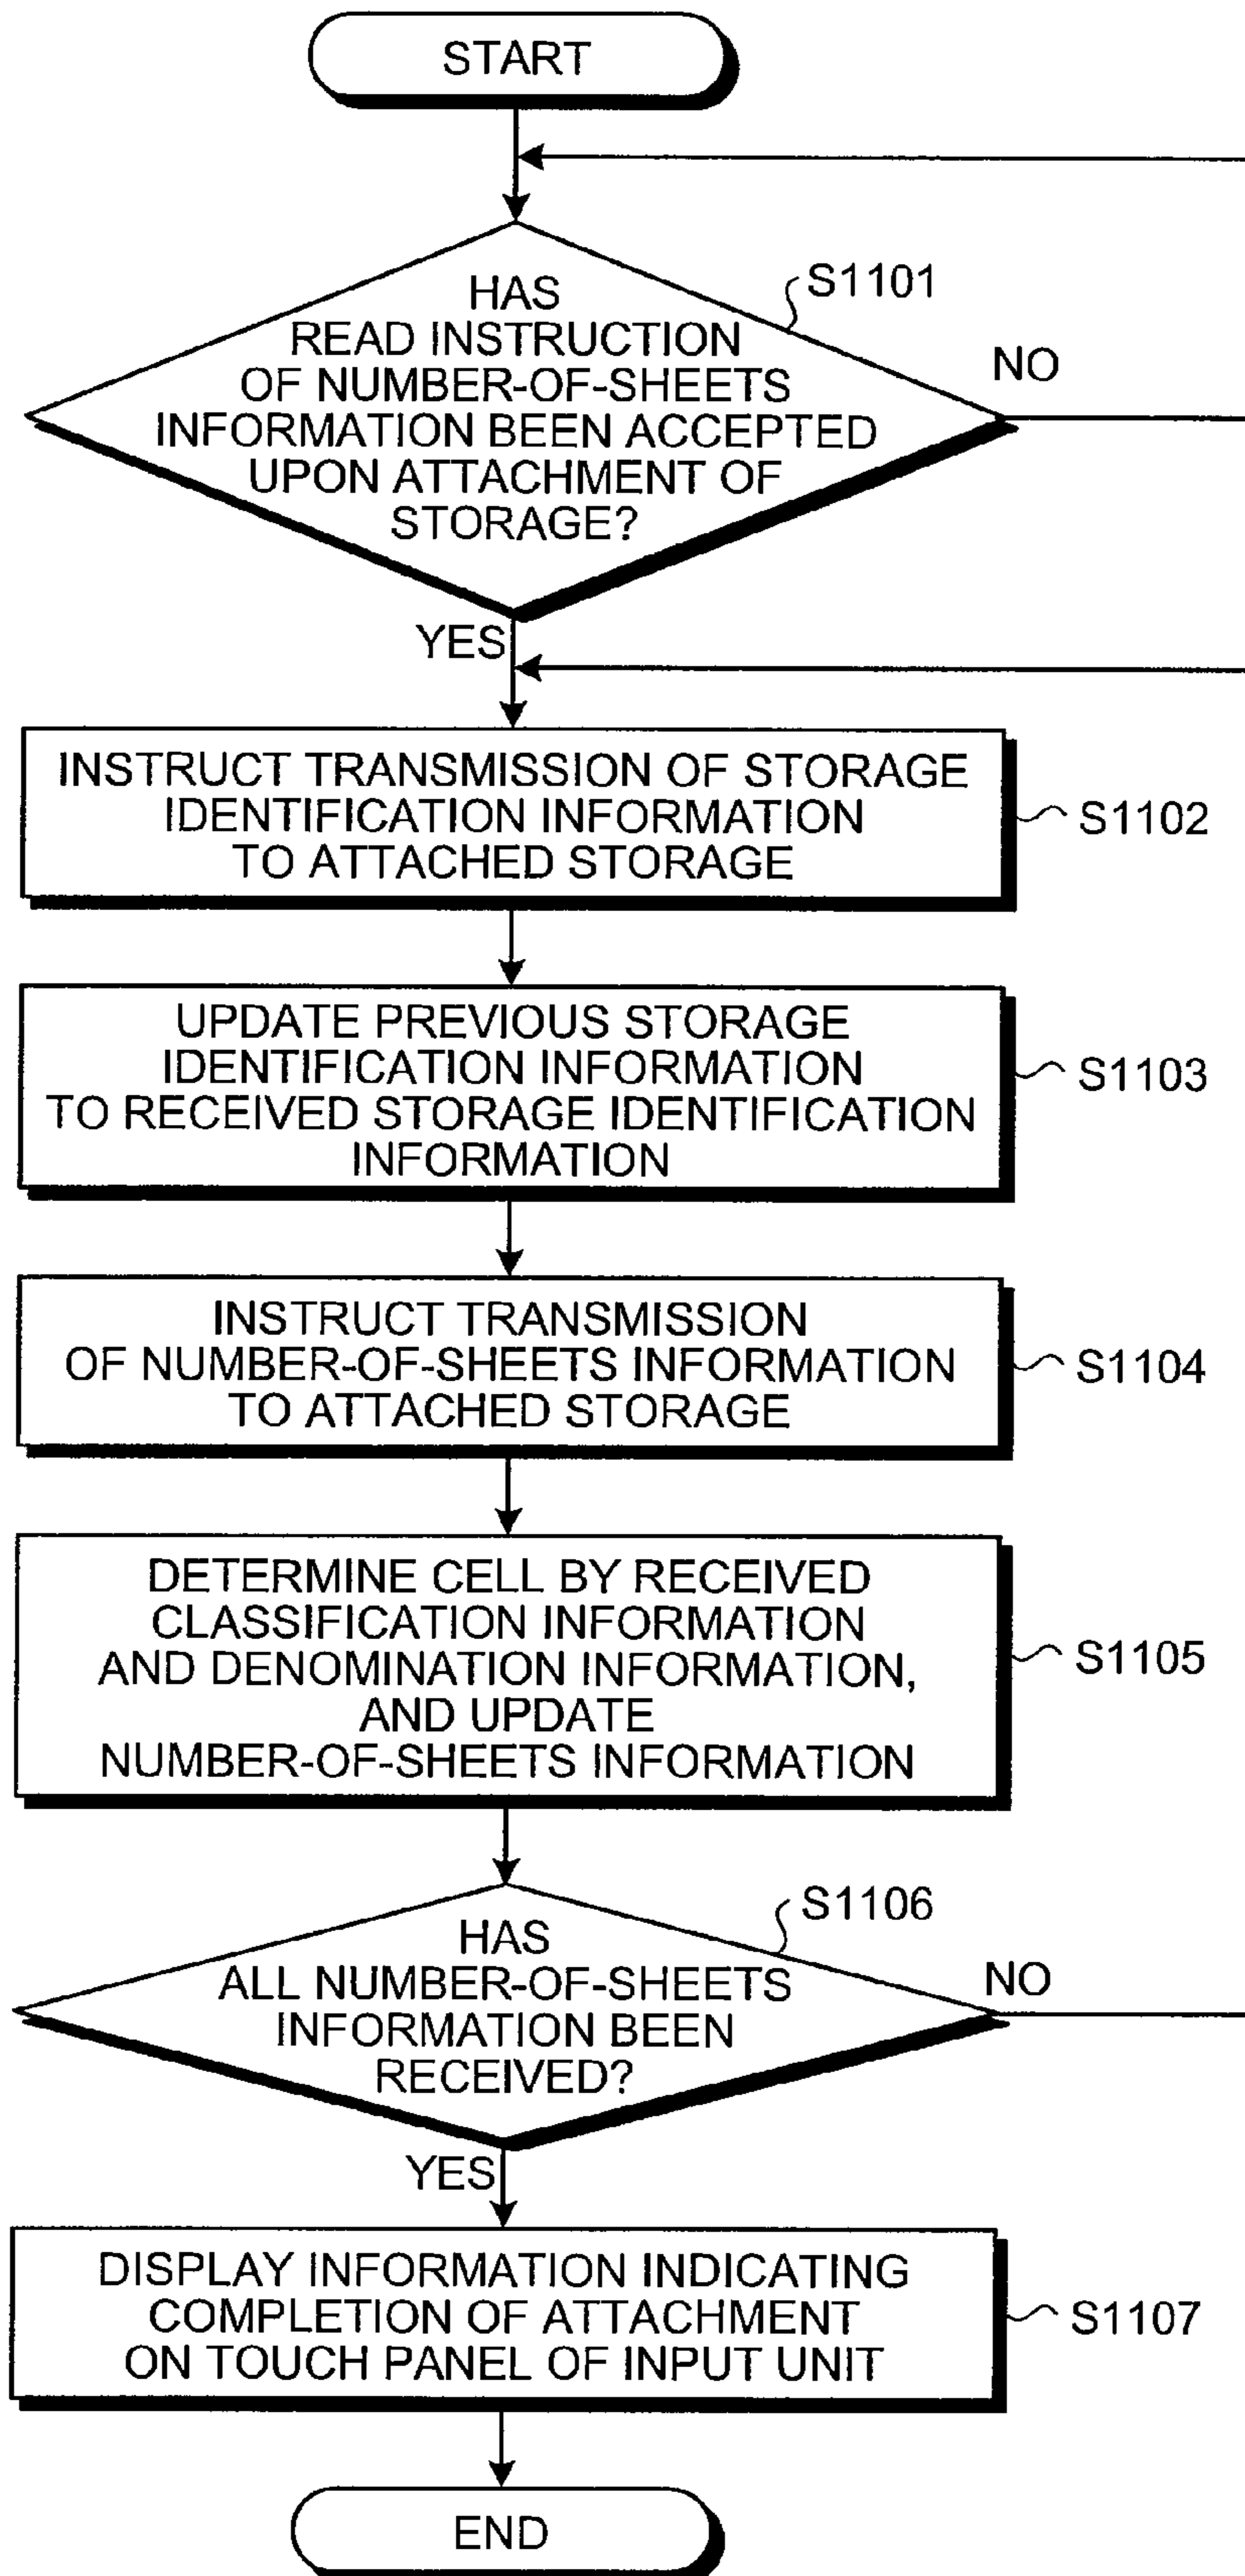 START
HAS
READ INSTRUCTION
OF NUMBER-OF-SHEETS
INFORMATION BEEN ACCEPTED
UPON ATTACHMENT OF
STORAGE?
S1101
NO
YES
INSTRUCT TRANSMISSION OF STORAGE
IDENTIFICATION INFORMATION
TO ATTACHED STORAGE
S1102
UPDATE PREVIOUS STORAGE
IDENTIFICATION INFORMATION
TO RECEIVED STORAGE IDENTIFICATION
INFORMATION
S1103
INSTRUCT TRANSMISSION
OF NUMBER-OF-SHEETS INFORMATION
TO ATTACHED STORAGE
S1104
DETERMINE CELL BY RECEIVED
CLASSIFICATION INFORMATION
AND DENOMINATION INFORMATION,
AND UPDATE
NUMBER-OF-SHEETS INFORMATION
S1105
HAS
ALL NUMBER-OF-SHEETS
INFORMATION BEEN
RECEIVED?
S1106
NO
YES
DISPLAY INFORMATION INDICATING
COMPLETION OF ATTACHMENT
ON TOUCH PANEL OF INPUT UNIT
S1107
END